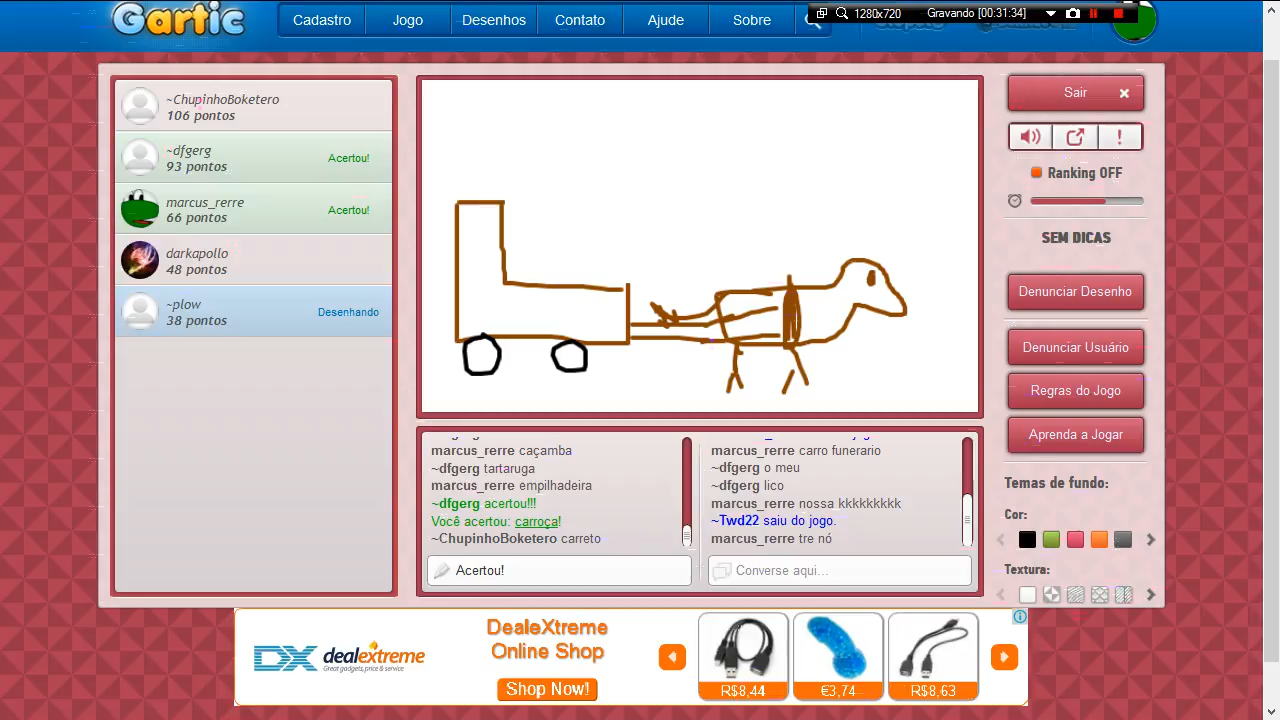 Gartic
Cadastro
Jogo
Desenhos
Contato
Ajude
Sobre
1280x720
Gravando [00:31:34]
~ChupinhoBoketero
106 pontos
~dfgerg
93 pontos
Acertou!
marcus_rerre
66 pontos
Acertou!
darkapollo
48 pontos
~plow
38 pontos
Desenhando
Sair
Ranking OFF
SEM DICAS
Denunciar Desenho
Denunciar Usuário
Regras do Jogo
Aprenda a Jogar
Temas de fundo:
Cor:
Textura:
marcus_rerre caçamba
~dfgerg tartaruga
marcus_rerre empilhadeira
~dfgerg acertou!!!
Você acertou: carroça!
~ChupinhoBoketero carreto
Acertou!
marcus_rerre carro funerario
~dfgerg o meu
~dfgerg lico
marcus_rerre nossa kkkkkkkkk
~Twd22 saiu do jogo.
marcus_rerre tre nó
Converse aqui...
DX dealextreme
Great gadgets, price & service
DealeXtreme
Online Shop
Shop Now!
R$8,44
€3,74
R$8,63